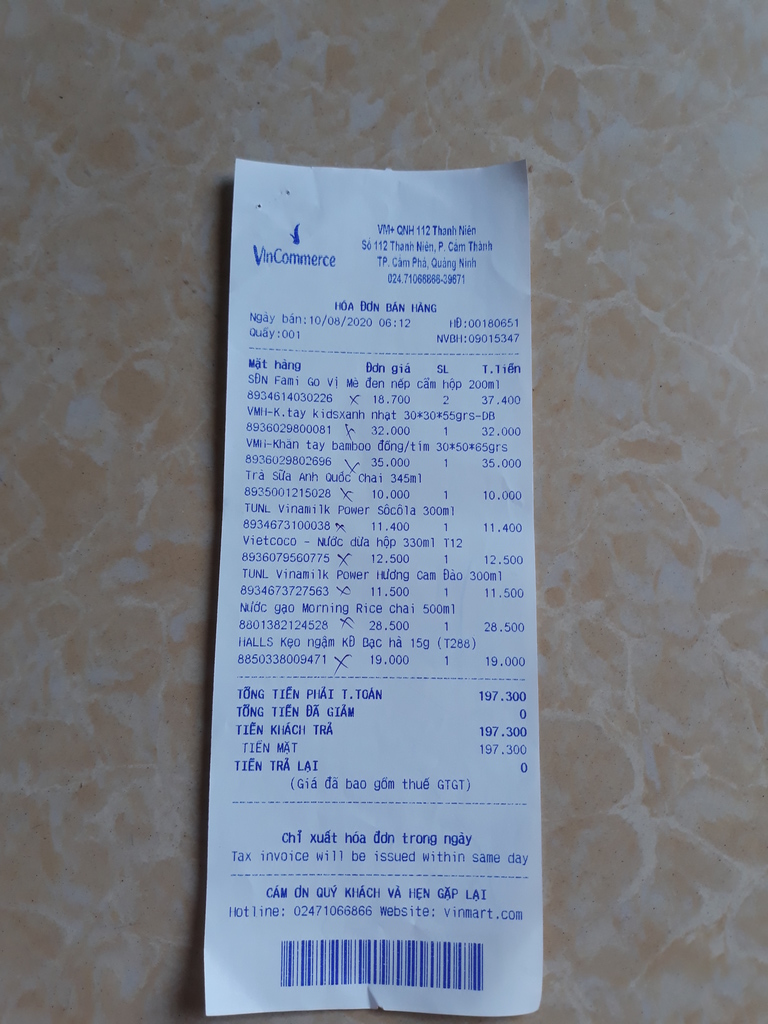 VinCommerce
VM+ QNH 112 Thanh Niên
Số 112 Thanh Niên, P. Cẩm Thành
TP. Cẩm Phả, Quảng Ninh
024.71066866-39671
HÓA ĐƠN BÁN HÀNG
Ngày bán:10/08/2020 06:12 HĐ:00180651
Quầy:001 NVBH:09015347
Mặt hàng Đơn giá SL T.tiền
SĐN Fami Go Vị Mè đen nếp cẩm hộp 200ml
8934614030226 18.700 2 37.400
VMH-K.tay kidsxanh nhạt 30*30*55grs-DB
8936029800081 32.000 1 32.000
VMH-Khăn tay bamboo đồng/tím 30*50*65grs
8936029802696 35.000 1 35.000
Trà Sữa Anh Quốc Chai 345ml
8935001215028 10.000 1 10.000
TUNL Vinamilk Power Sôcôla 300ml
8934673100038 11.400 1 11.400
Vietcoco - Nước dừa hộp 330ml T12
8936079560775 12.500 1 12.500
TUNL Vinamilk Power Hương Cam Đào 300ml
8934673727563 11.500 1 11.500
Nước gạo Morning Rice chai 500ml
8801382124528 28.500 1 28.500
HALLS Kẹo ngậm KĐ Bạc hà 15g (T288)
8850338009471 19.000 1 19.000
TỔNG TIỀN PHẢI T.TOÁN 197.300
TỔNG TIỀN ĐÃ GIẢM 0
TIỀN KHÁCH TRẢ 197.300
TIỀN MẶT 197.300
TIỀN TRẢ LẠI 0
(Giá đã bao gồm thuế GTGT)
Chỉ xuất hóa đơn trong ngày
Tax invoice will be issued within same day
CẢM ƠN QUÝ KHÁCH VÀ HẸN GẶP LẠI
Hotline: 02471066866 Website: vinmart.com